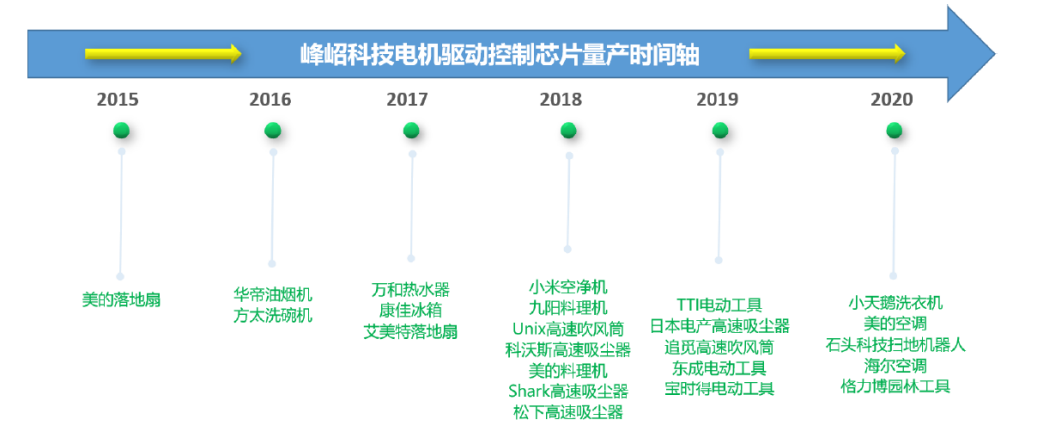 峰岹科技电机驱动控制芯片量产时间轴
2015
2016
2017
2018
2019
2020
美的落地扇
华帝油烟机
方太洗碗机
万和热水器
康佳冰箱
艾美特落地扇
小米空净机
九阳料理机
Unix高速吹风筒
科沃斯高速吸尘器
美的料理机
Shark高速吸尘器
松下高速吸尘器
TTI电动工具
日本电产高速吸尘器
追觅高速吹风筒
东成电动工具
宝时得电动工具
小天鹅洗衣机
美的空调
石头科技扫地机器人
海尔空调
格力博园林工具